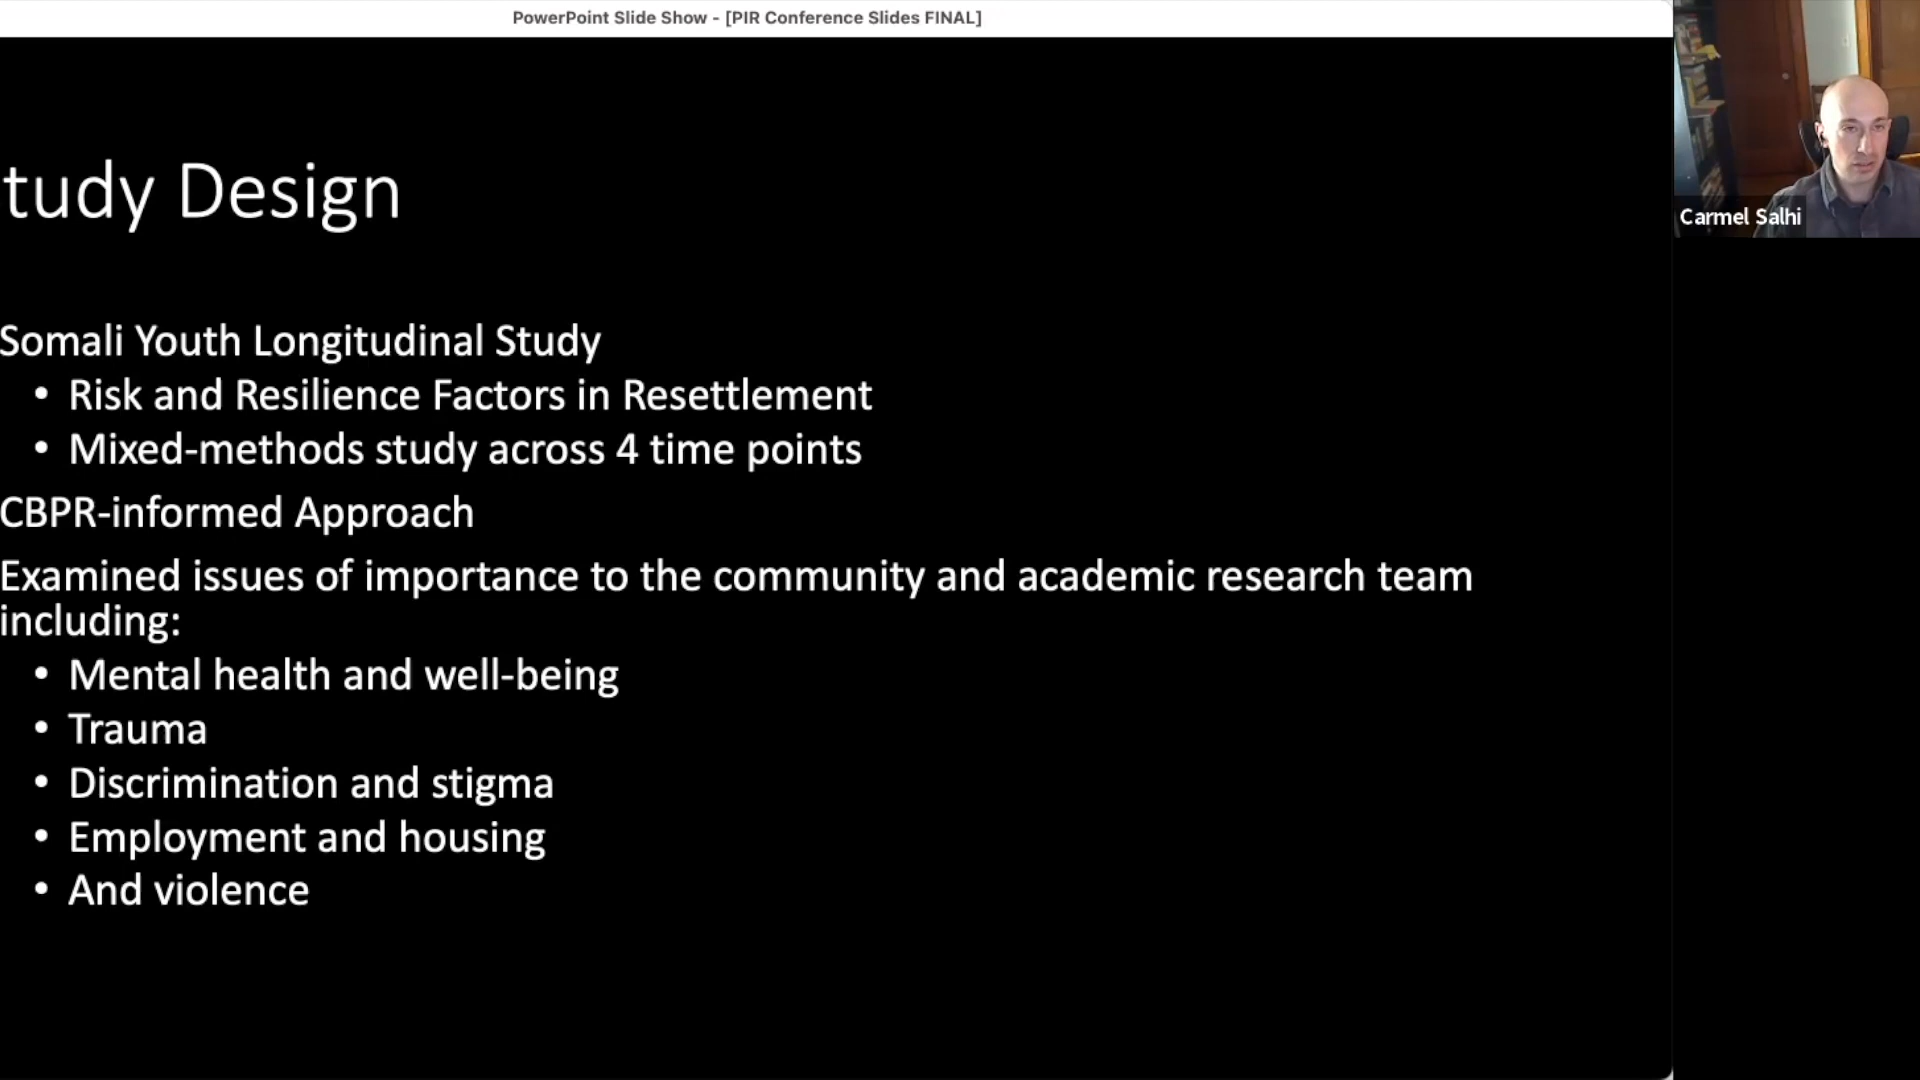 PowerPoint Slide Show - [PIR Conference Slides FINAL]
tudy Design
Somali Youth Longitudinal Study
• Risk and Resilience Factors in Resettlement
• Mixed-methods study across 4 time points
CBPR-informed Approach
Examined issues of importance to the community and academic research team
including:
• Mental health and well-being
• Trauma
• Discrimination and stigma
• Employment and housing
• And violence
Carmel Salhi